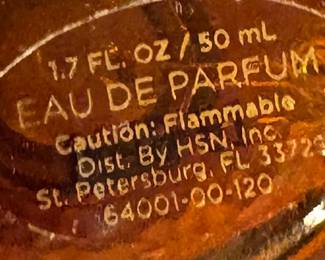 1.7 FL. OZ / 50 mL
EAU DE PARFUM
Caution: Flammable
Dist. By HSN, Inc.
St. Petersburg, FL 33729
64001-00-120